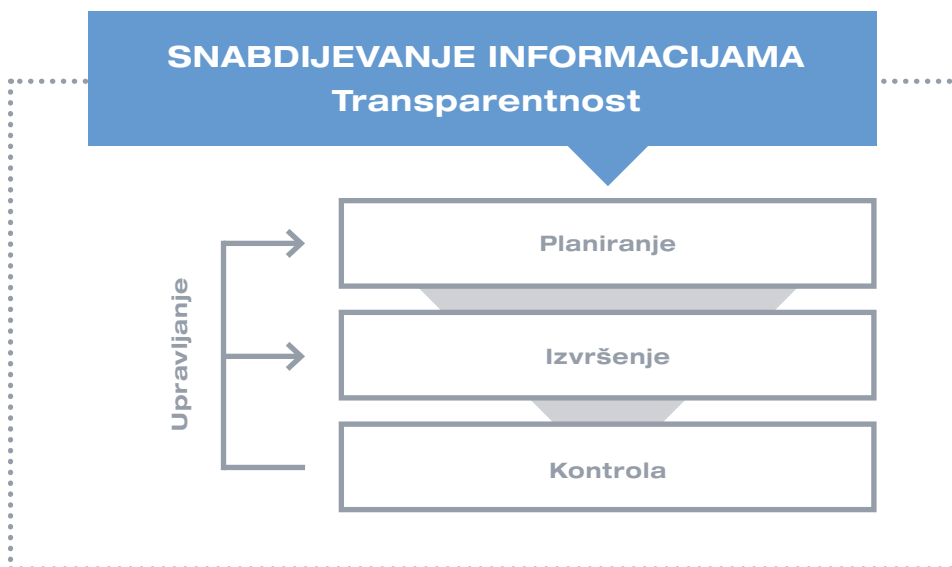 SNABDIJEVANJE INFORMACIJAMA
Transparentnost
Planiranje
Upravljanje
Izvršenje
Kontrola